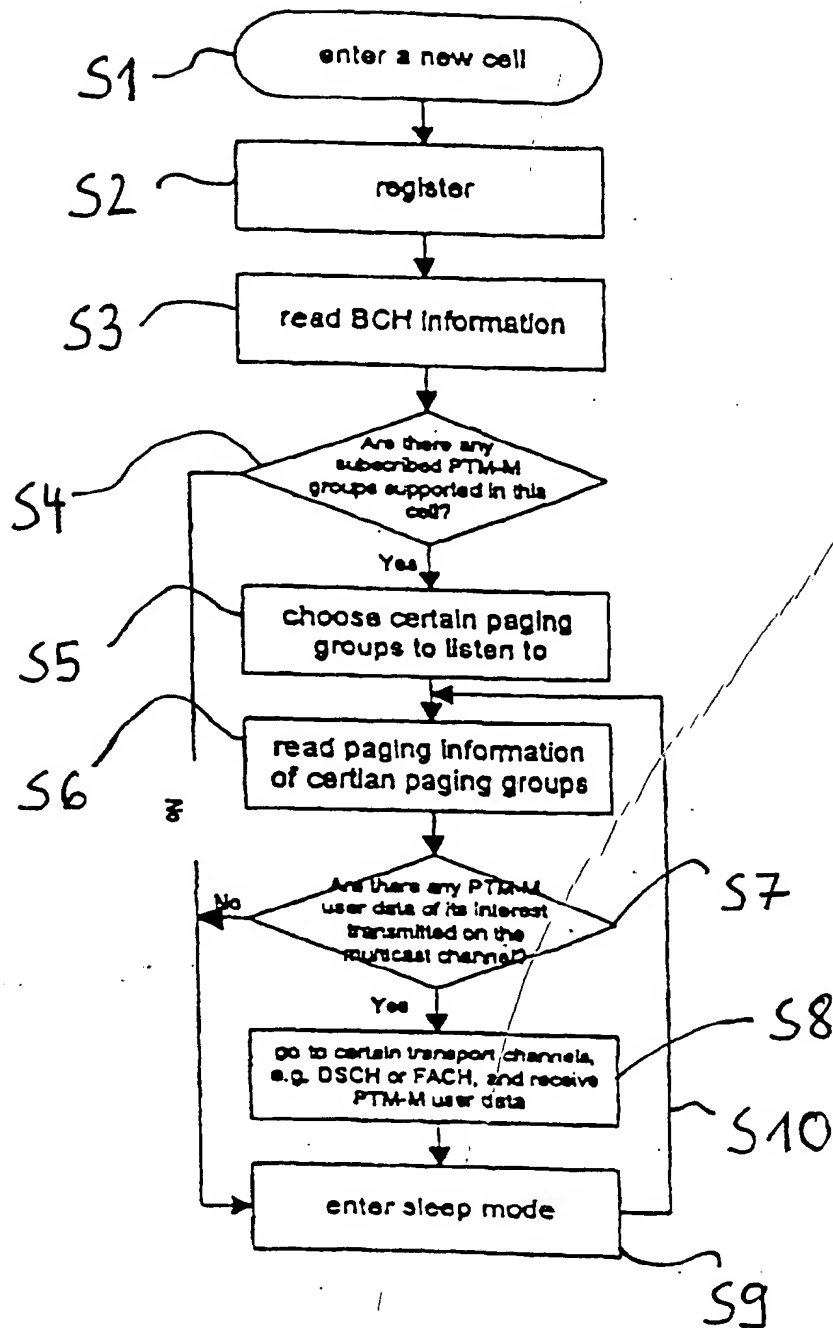 S1
enter a new cell
S2
register
S3
read BCH information
S4
Are there any
subscribed PTM-M
groups supported in this
cell?
Yes
S5
choose certain paging
groups to listen to
S6
read paging information
of certian paging groups
No
S7
Are there any PTM-M
user data of its interest
transmitted on the
multicast channel?
No
Yes
S8
go to certain transport channels,
e.g. DSCH or FACH, and receive
PTM-M user data
S10
enter sleep mode
S9